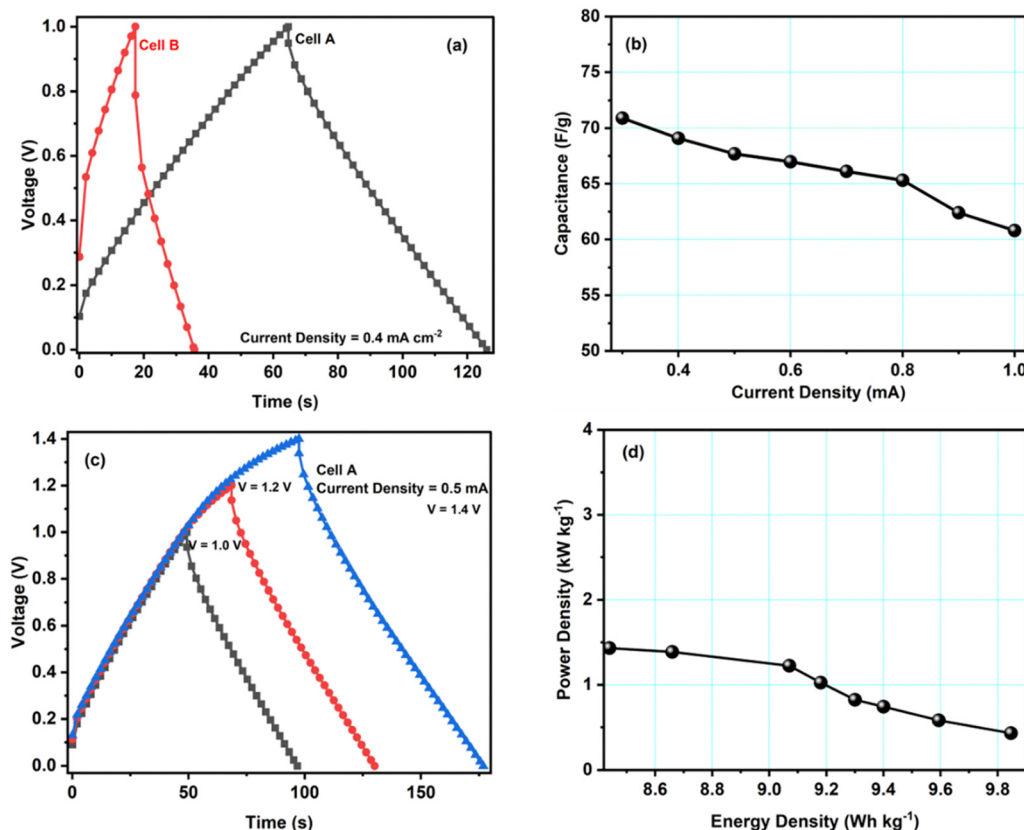 (a)
Cell B
Cell A
Current Density = 0.4 mA cm-2
Voltage (V)
1.0
0.8
0.6
0.4
0.2
0.0
0 20 40 60 80 100 120
Time (s)
(b)
Capacitance (F/g)
80
75
70
65
60
55
50
0.4 0.6 0.8 1.0
Current Density (mA)
(c)
Cell A
Current Density = 0.5 mA
V = 1.4 V
V = 1.2 V
V = 1.0 V
Voltage (V)
1.4
1.2
1.0
0.8
0.6
0.4
0.2
0.0
0 50 100 150
Time (s)
(d)
Power Density (kW kg-1)
4
3
2
1
0
8.6 8.8 9.0 9.2 9.4 9.6 9.8
Energy Density (Wh kg-1)